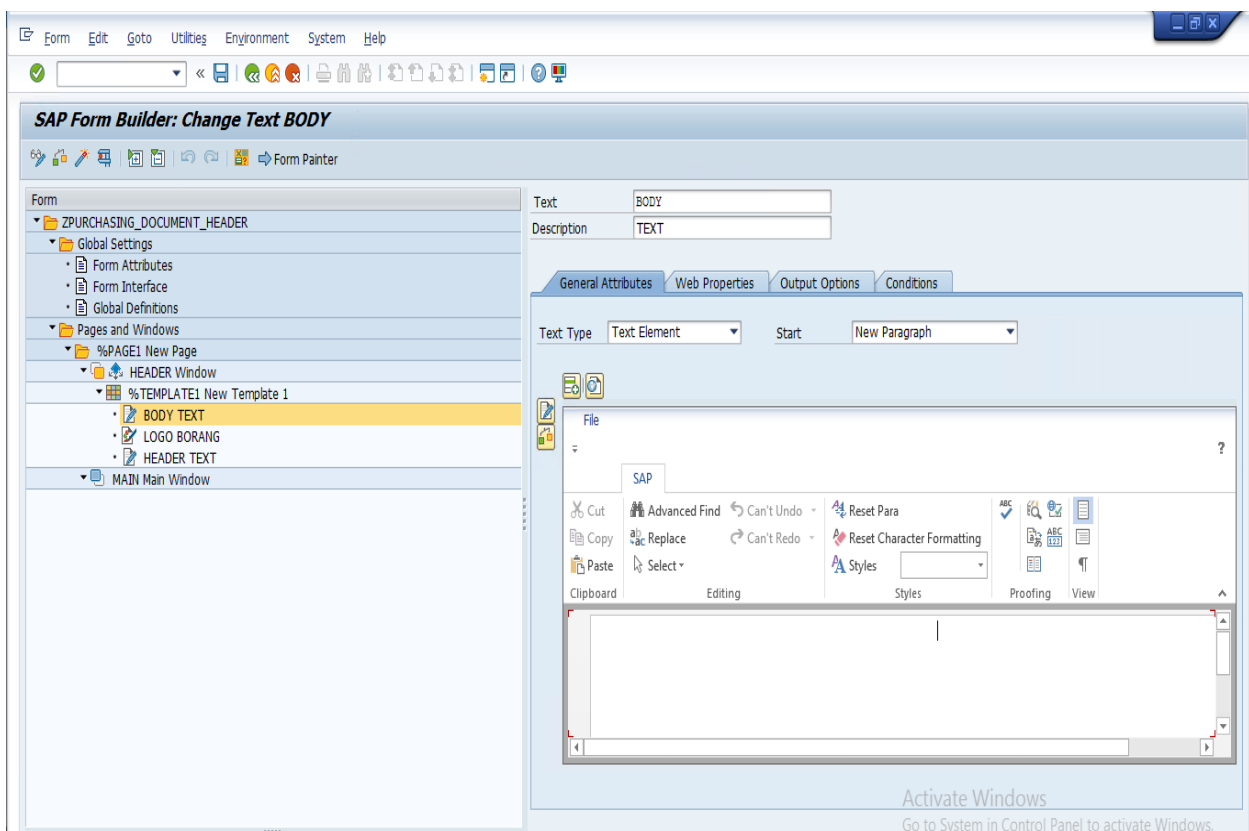 Form Edit Goto Utilities Environment System Help
SAP Form Builder: Change Text BODY
Form Painter
Form
ZPURCHASING_DOCUMENT_HEADER
Global Settings
Form Attributes
Form Interface
Global Definitions
Pages and Windows
%PAGE1 New Page
HEADER Window
%TEMPLATE1 New Template 1
BODY TEXT
LOGO BORANG
HEADER TEXT
MAIN Main Window
Text BODY
Description TEXT
General Attributes Web Properties Output Options Conditions
Text Type Text Element Start New Paragraph
File
?
SAP
Cut Advanced Find Can't Undo Reset Para ABC
Copy ab ac Replace Can't Redo Reset Character Formatting ABC 123
Paste Select Styles
Clipboard Editing Styles Proofing View
Activate Windows
Go to System in Control Panel to activate Windows.